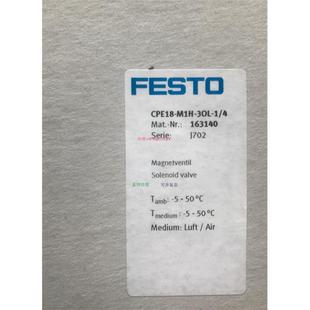 FESTO
CPE18-M1H-3OL-1/4
Mat.-Nr.: 163140
Serie: J702
Magnetventil
Solenoid valve
Tamb: -5 - 50 °C
Tmedium: -5 - 50 °C
Medium: Luft / Air